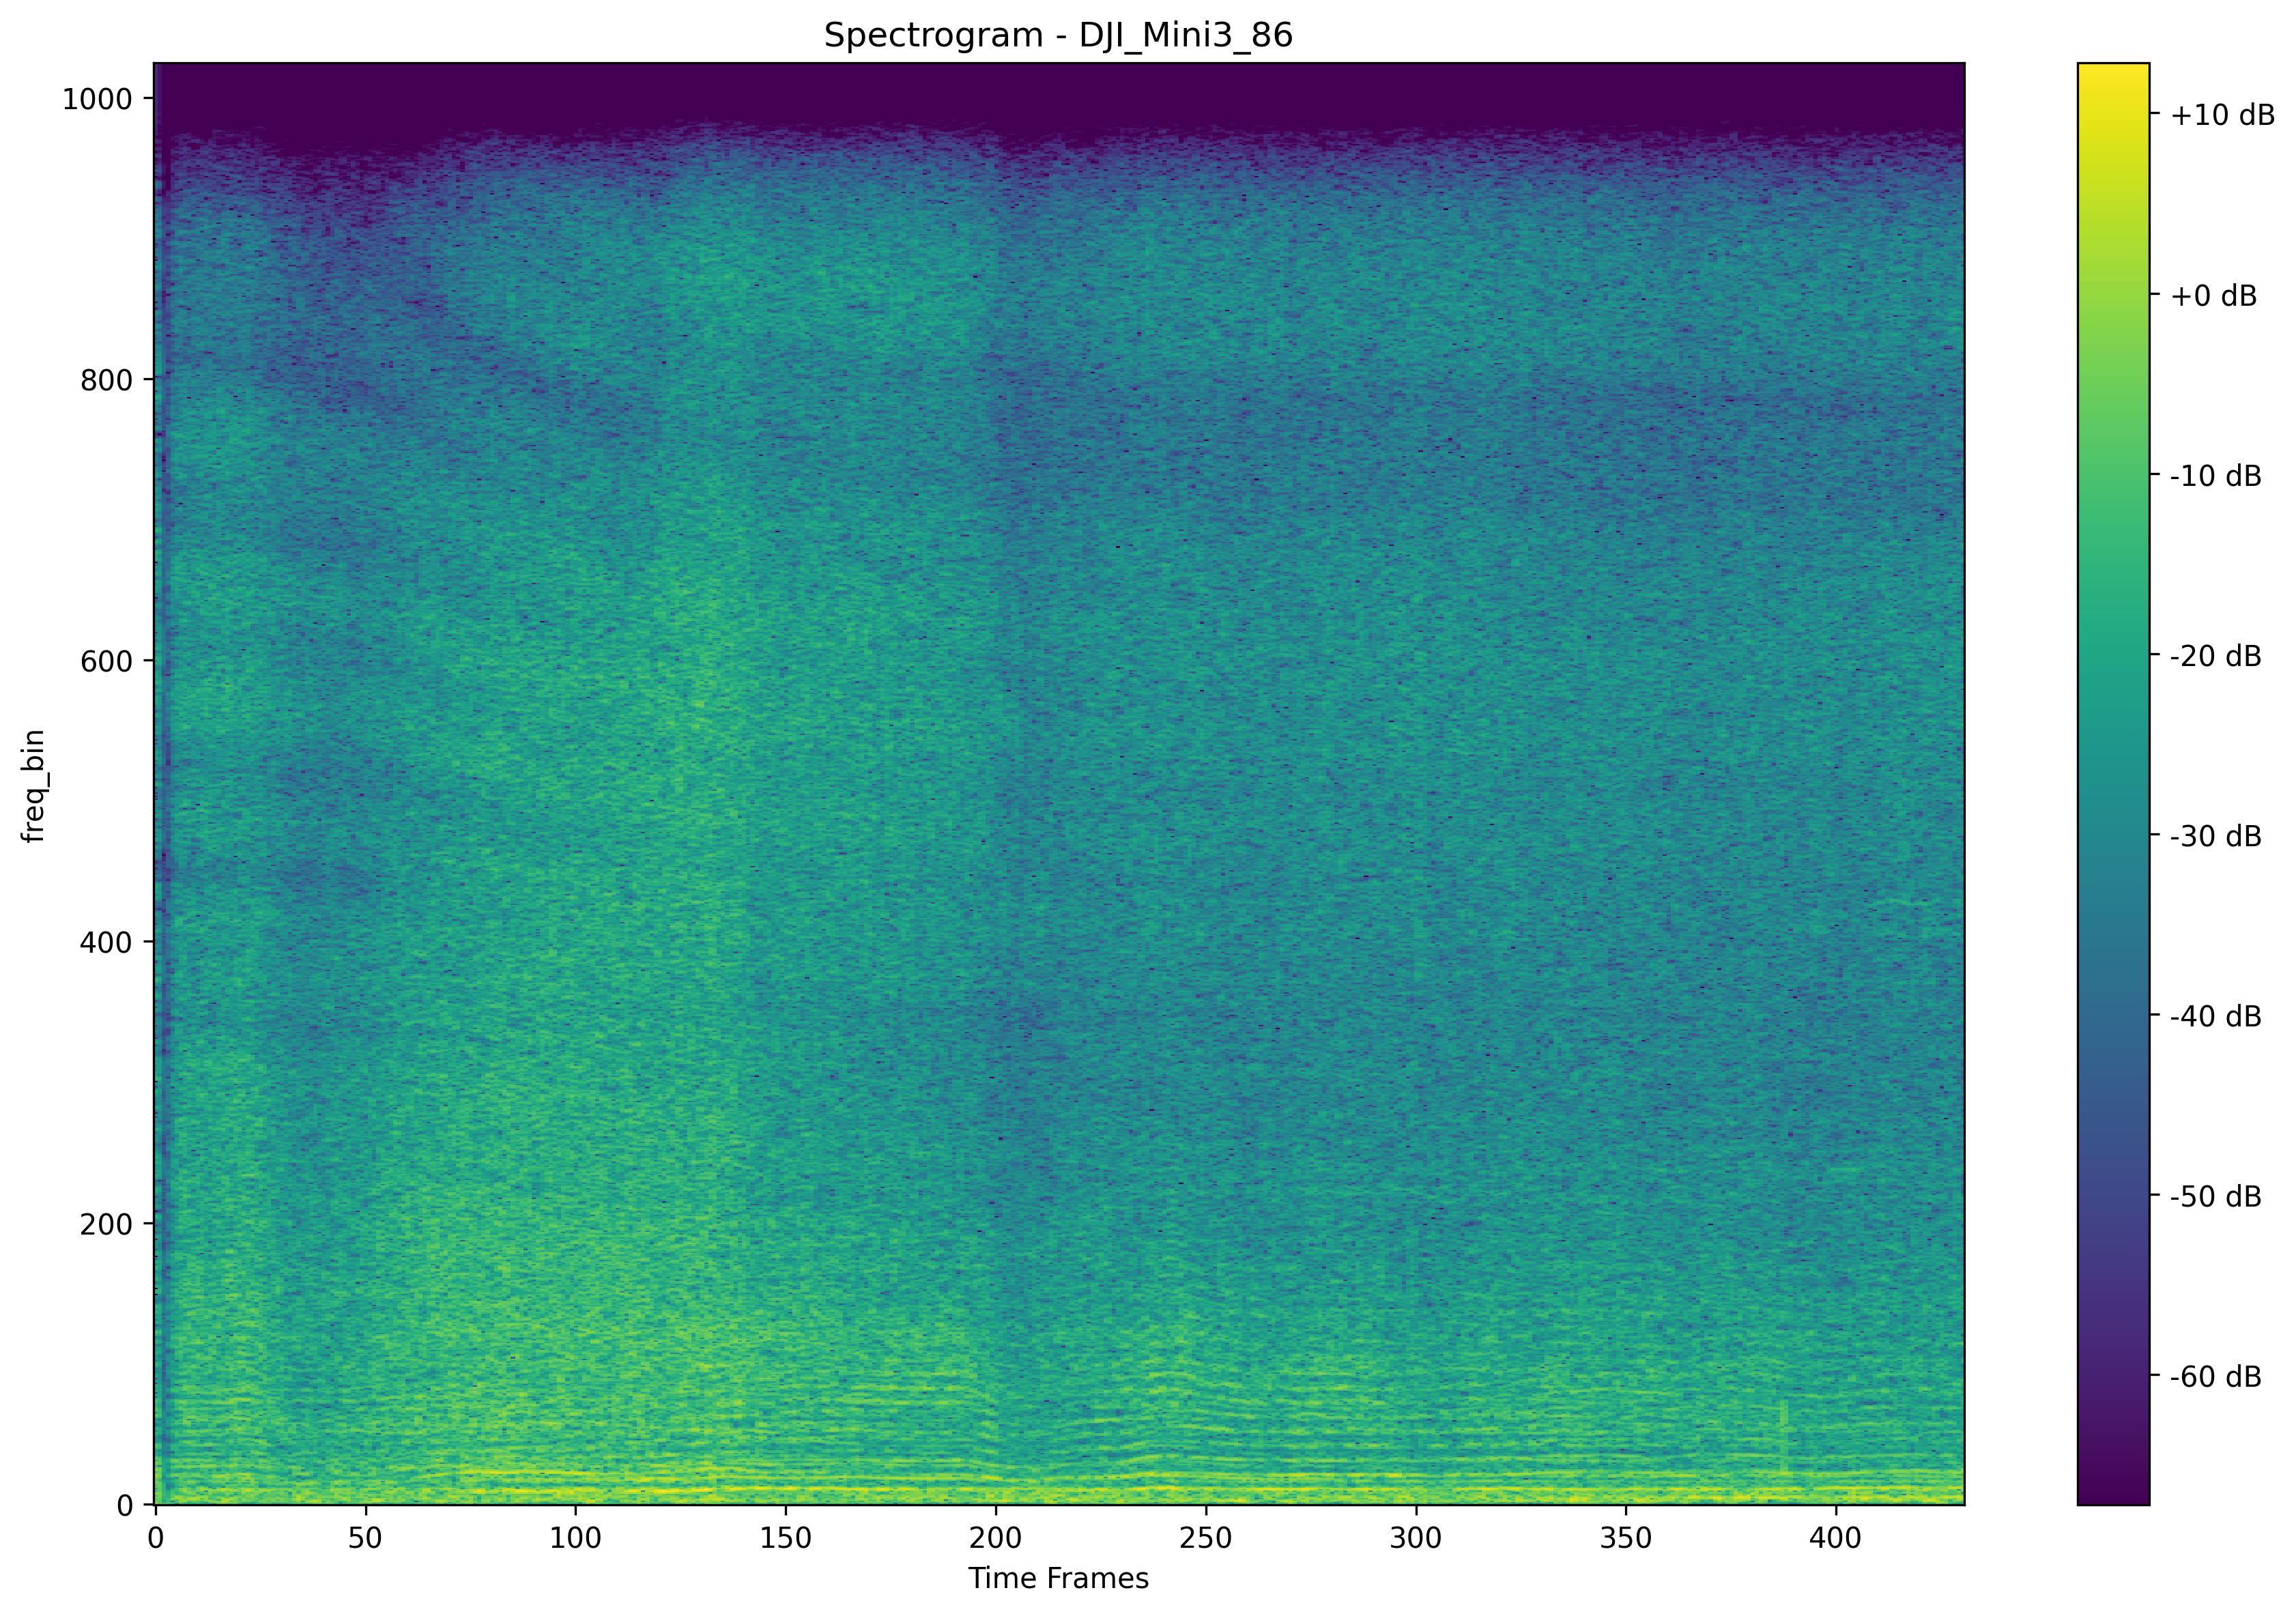 Spectrogram - DJI_Mini3_86
1000
800
600
400
200
0
freq_bin
0 50 100 150 200 250 300 350 400
Time Frames
+10 dB
+0 dB
-10 dB
-20 dB
-30 dB
-40 dB
-50 dB
-60 dB